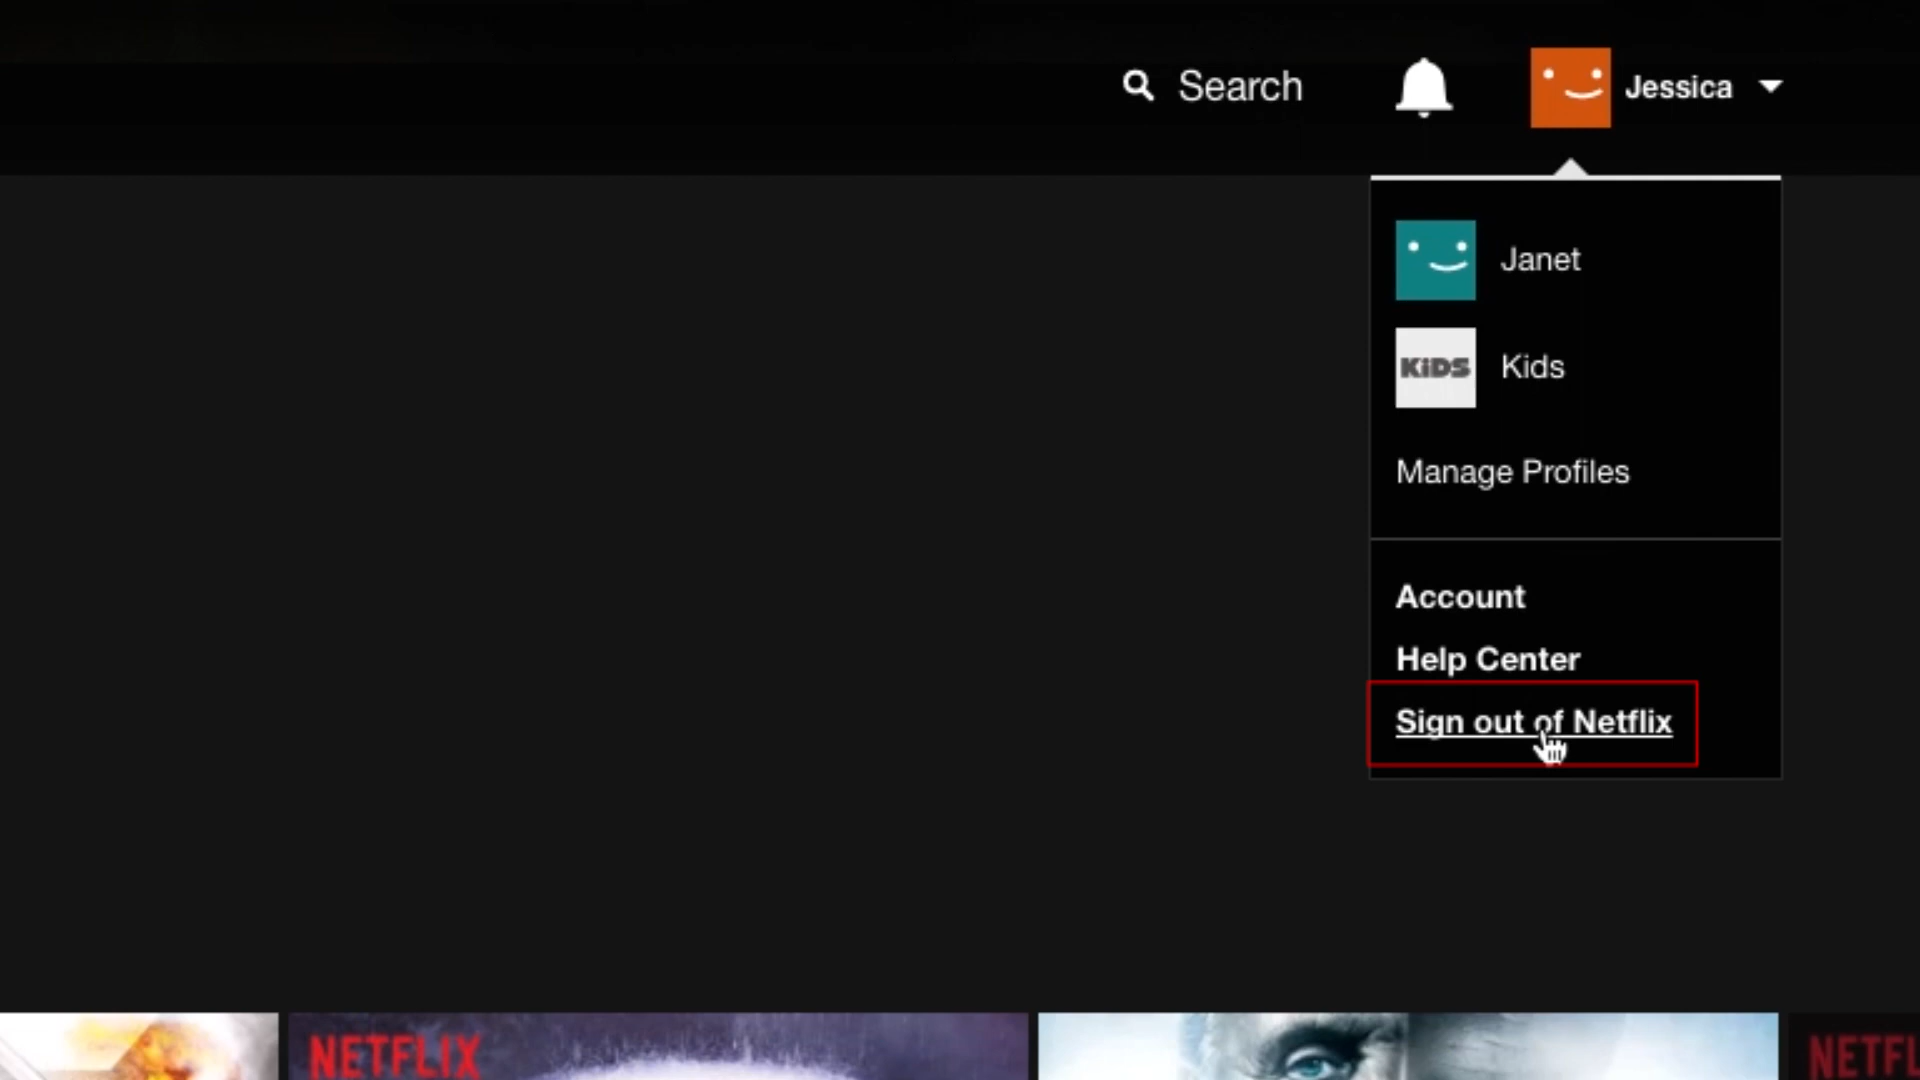 Search
Jessica
Janet
KiDS
Kids
Manage Profiles
Account
Help Center
Sign out of Netflix
NETFLIX
NETFL